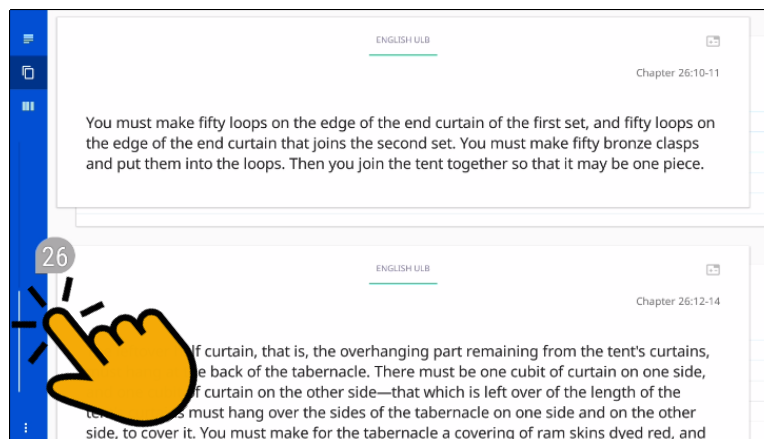 ENGLISH ULB
Chapter 26:10-11
You must make fifty loops on the edge of the end curtain of the first set, and fifty loops on
the edge of the end curtain that joins the second set. You must make fifty bronze clasps
and put them into the loops. Then you join the tent together so that it may be one piece.
26
ENGLISH ULB
Chapter 26:12-14
curtain, that is, the overhanging part remaining from the tent's curtains,
back of the tabernacle. There must be one cubit of curtain on one side,
curtain on the other side—that which is left over of the length of the
must hang over the sides of the tabernacle on one side and on the other
side, to cover it. You must make for the tabernacle a covering of ram skins dyed red, and